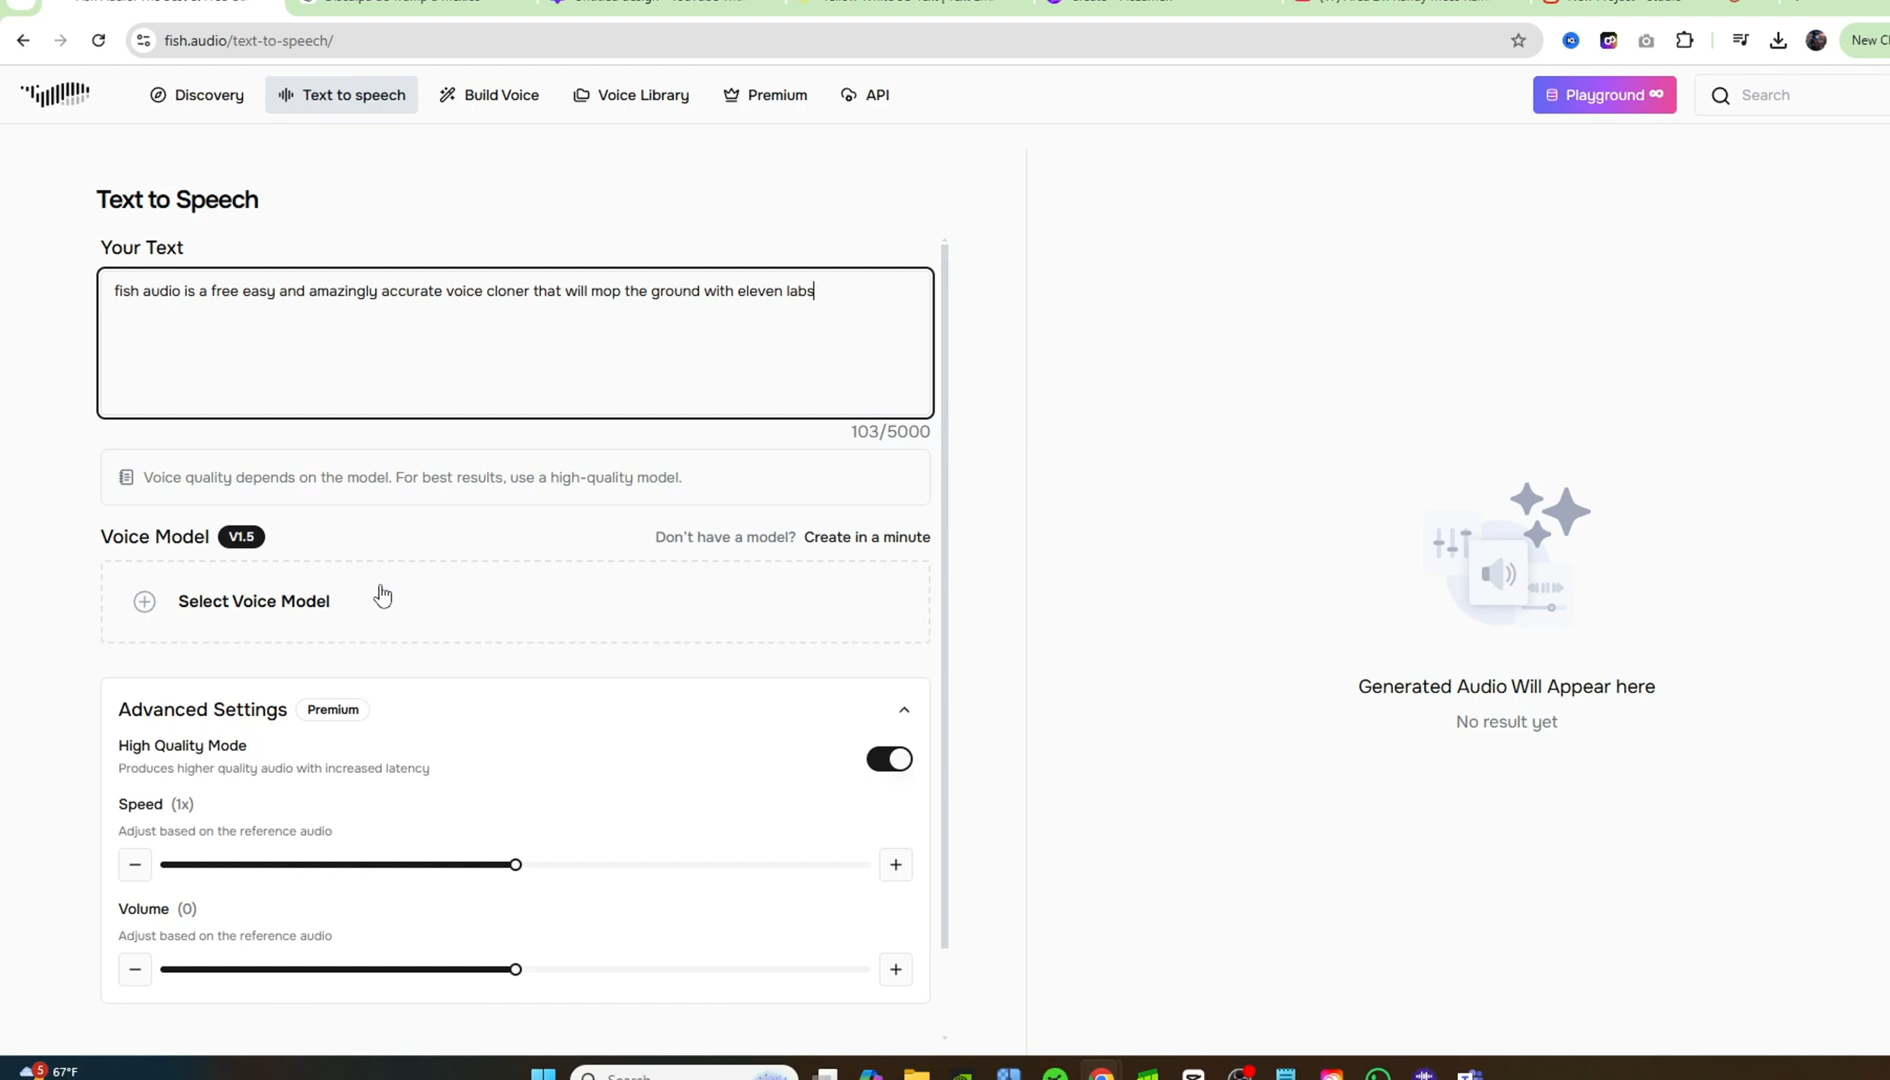 fish.audio/text-to-speech/
New C
Discovery
Text to speech
Build Voice
Voice Library
Premium
API
Playground
Search
Text to Speech
Your Text
fish audio is a free easy and amazingly accurate voice cloner that will mop the ground with eleven labs
103/5000
Voice quality depends on the model. For best results, use a high-quality model.
Voice Model V1.5
Don't have a model? Create in a minute
Select Voice Model
Advanced Settings Premium
High Quality Mode
Produces higher quality audio with increased latency
Speed (1x)
Adjust based on the reference audio
Volume (0)
Adjust based on the reference audio
Generated Audio Will Appear here
No result yet
5 67°F
Search